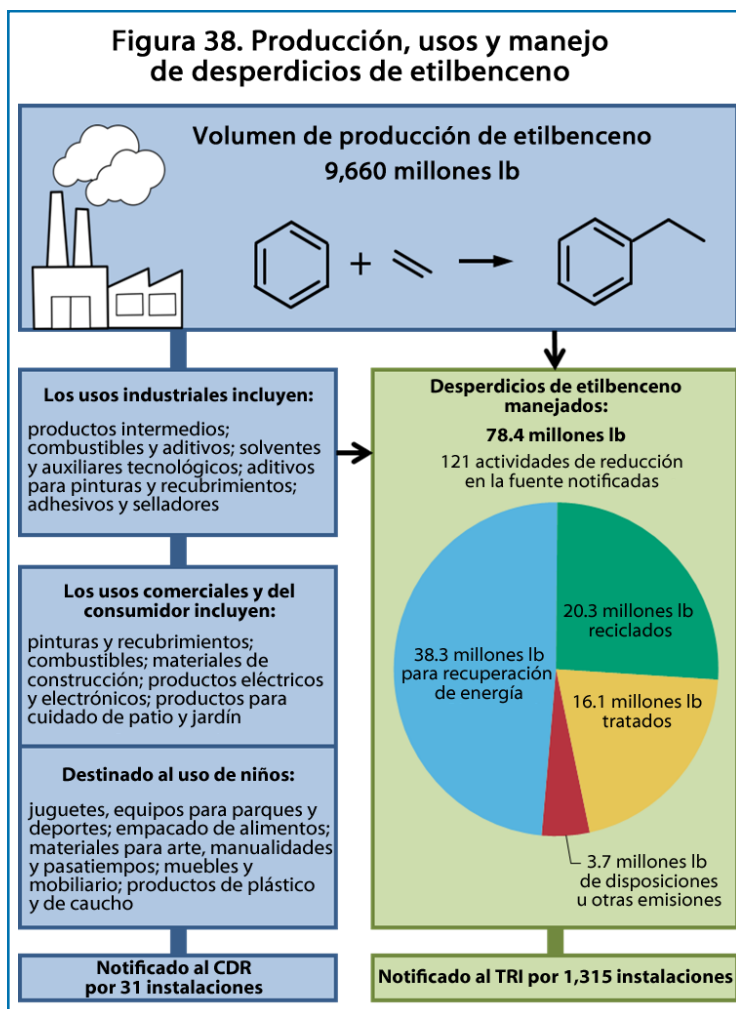 Figura 38. Producción, usos y manejo
de desperdicios de etilbenceno
Volumen de producción de etilbenceno
9,660 millones lb
+
Los usos industriales incluyen:
productos intermedios;
combustibles y aditivos; solventes
y auxiliares tecnológicos; aditivos
para pinturas y recubrimientos;
adhesivos y selladores
Los usos comerciales y del
consumidor incluyen:
pinturas y recubrimientos;
combustibles; materiales de
construcción; productos eléctricos
y electrónicos; productos para
cuidado de patio y jardín
Destinado al uso de niños:
juguetes, equipos para parques y
deportes; empacado de alimentos;
materiales para arte, manualidades
y pasatiempos; muebles y
mobiliario; productos de plástico
y de caucho
Notificado al CDR
por 31 instalaciones
Desperdicios de etilbenceno
manejados:
78.4 millones lb
121 actividades de reducción
en la fuente notificadas
20.3 millones lb
reciclados
38.3 millones lb
para recuperación
de energía
16.1 millones lb
tratados
3.7 millones lb
de disposiciones
u otras emisiones
Notificado al TRI por 1,315 instalaciones